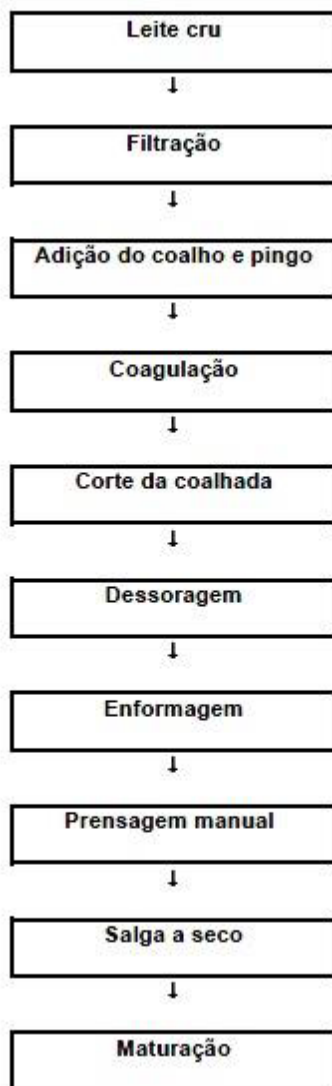 Leite cru
↓
Filtração
↓
Adição do coalho e pingo
↓
Coagulação
↓
Corte da coalhada
↓
Dessoragem
↓
Enformagem
↓
Prensagem manual
↓
Salga a seco
↓
Maturação